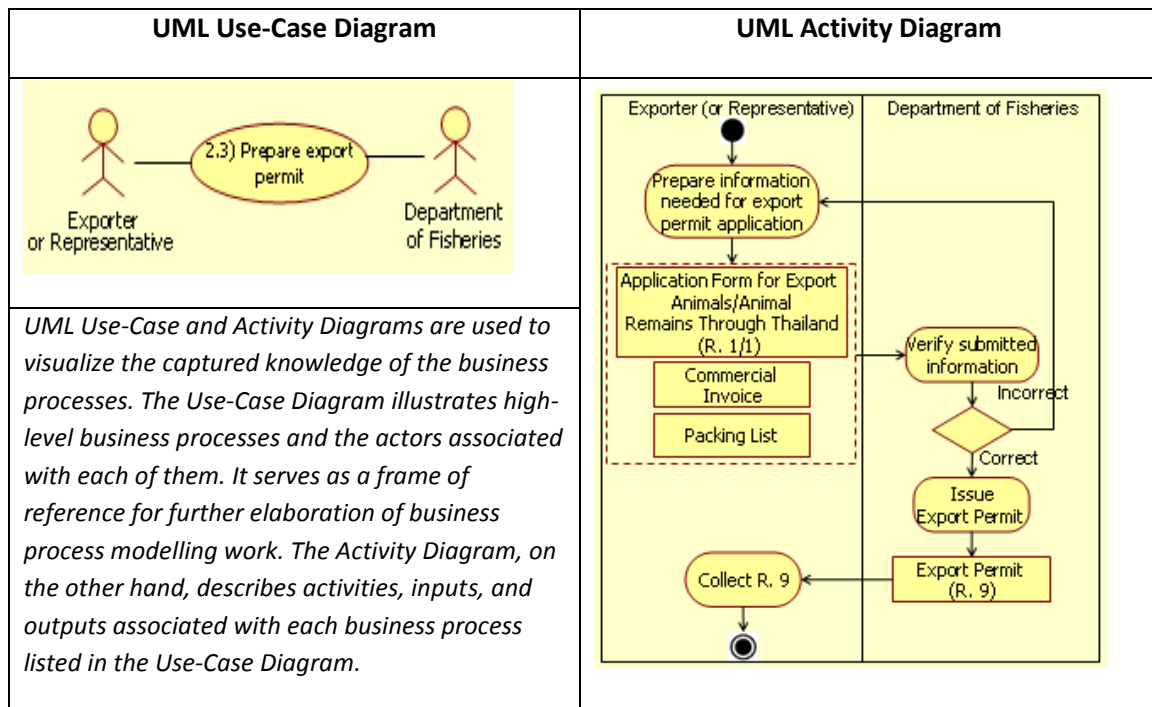 UML Use-Case Diagram
UML Activity Diagram
2.3) Prepare export
permit
Exporter
or Representative
Department
of Fisheries
UML Use-Case and Activity Diagrams are used to
visualize the captured knowledge of the business
processes. The Use-Case Diagram illustrates high-
level business processes and the actors associated
with each of them. It serves as a frame of
reference for further elaboration of business
process modelling work. The Activity Diagram, on
the other hand, describes activities, inputs, and
outputs associated with each business process
listed in the Use-Case Diagram.
Exporter (or Representative)
Department of Fisheries
Prepare information
needed for export
permit application
Application Form for Export
Animals/Animal
Remains Through Thailand
(R. 1/1)
Commercial
Invoice
Packing List
Verify submitted
information
Incorrect
Correct
Issue
Export Permit
Export Permit
(R. 9)
Collect R. 9